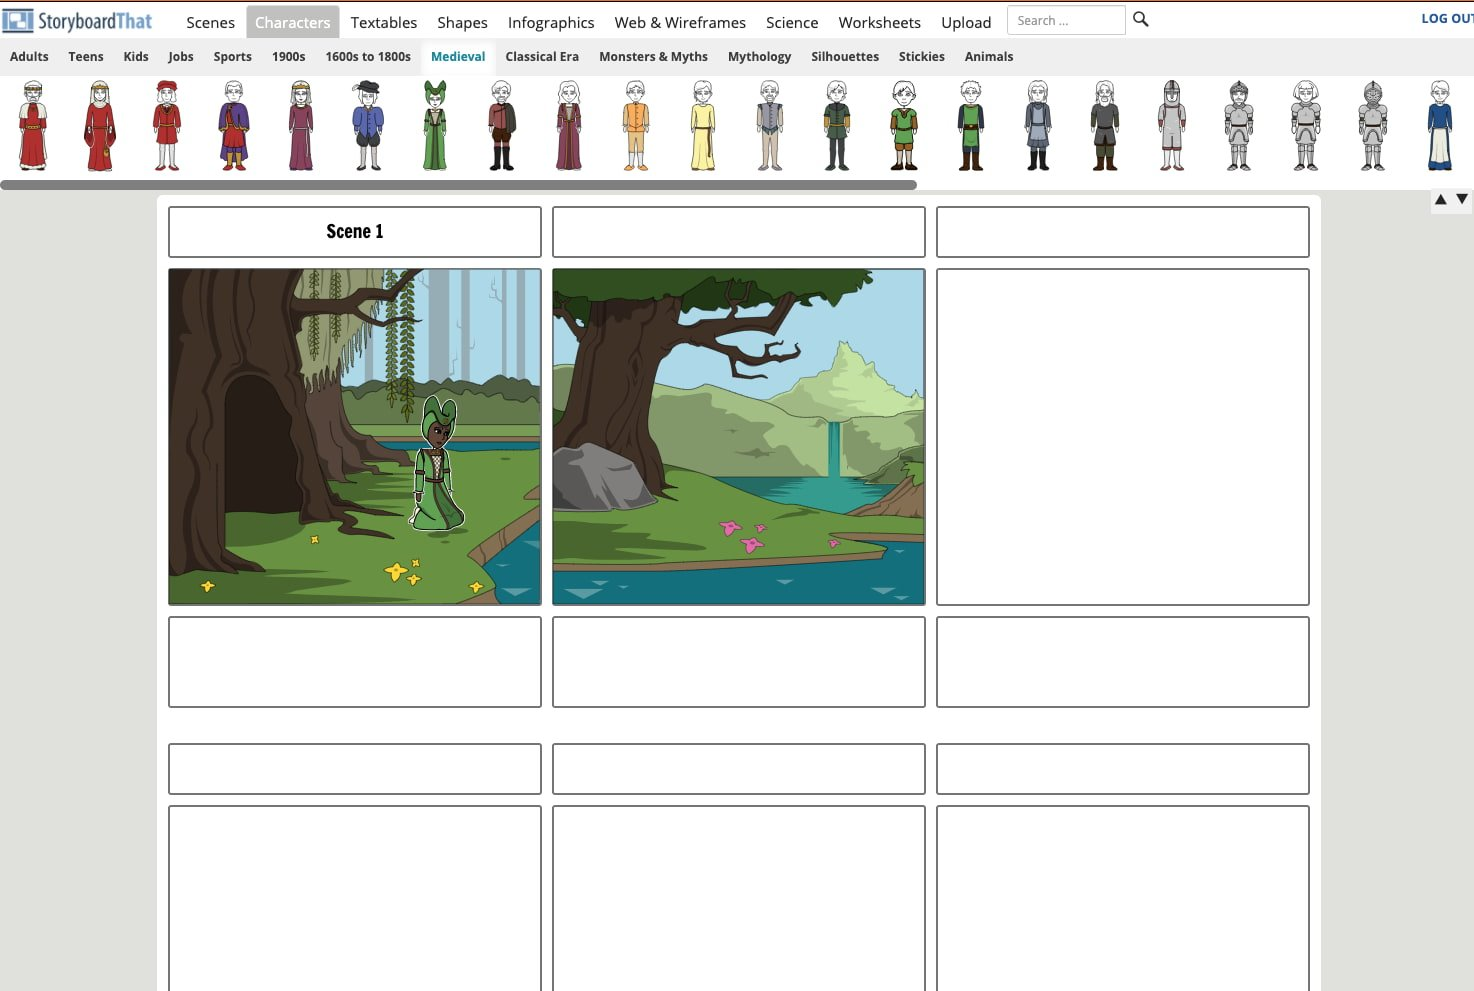 StoryboardThat Scenes Characters Textables Shapes Infographics Web & Wireframes Science Worksheets Upload Search ... LOG OUT
Adults Teens Kids Jobs Sports 1900s 1600s to 1800s Medieval Classical Era Monsters & Myths Mythology Silhouettes Stickies Animals
Scene 1